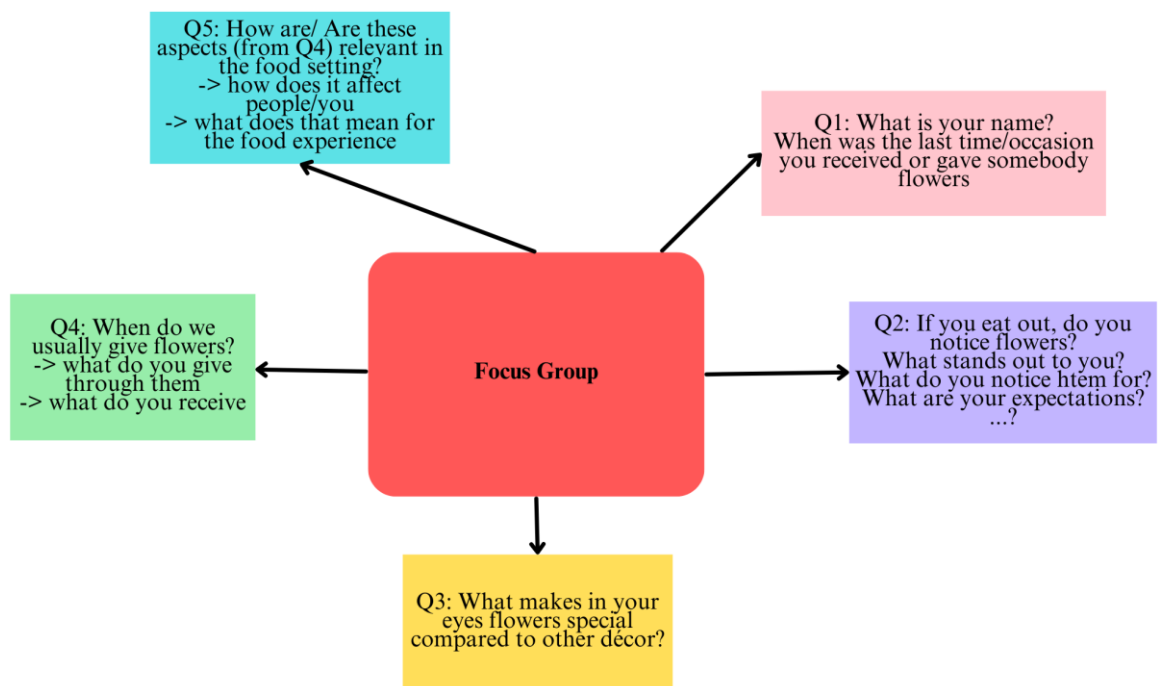 Q5: How are/ Are these
aspects (from Q4) relevant in
the food setting?
-> how does it affect
people/you
-> what does that mean for
the food experience
Q1: What is your name?
When was the last time/occasion
you received or gave somebody
flowers
Q4: When do we
usually give flowers?
-> what do you give
through them
-> what do you receive
Focus Group
Q2: If you eat out, do you
notice flowers?
What stands out to you?
What do you notice htem for?
What are your expectations?
...?
Q3: What makes in your
eyes flowers special
compared to other décor?